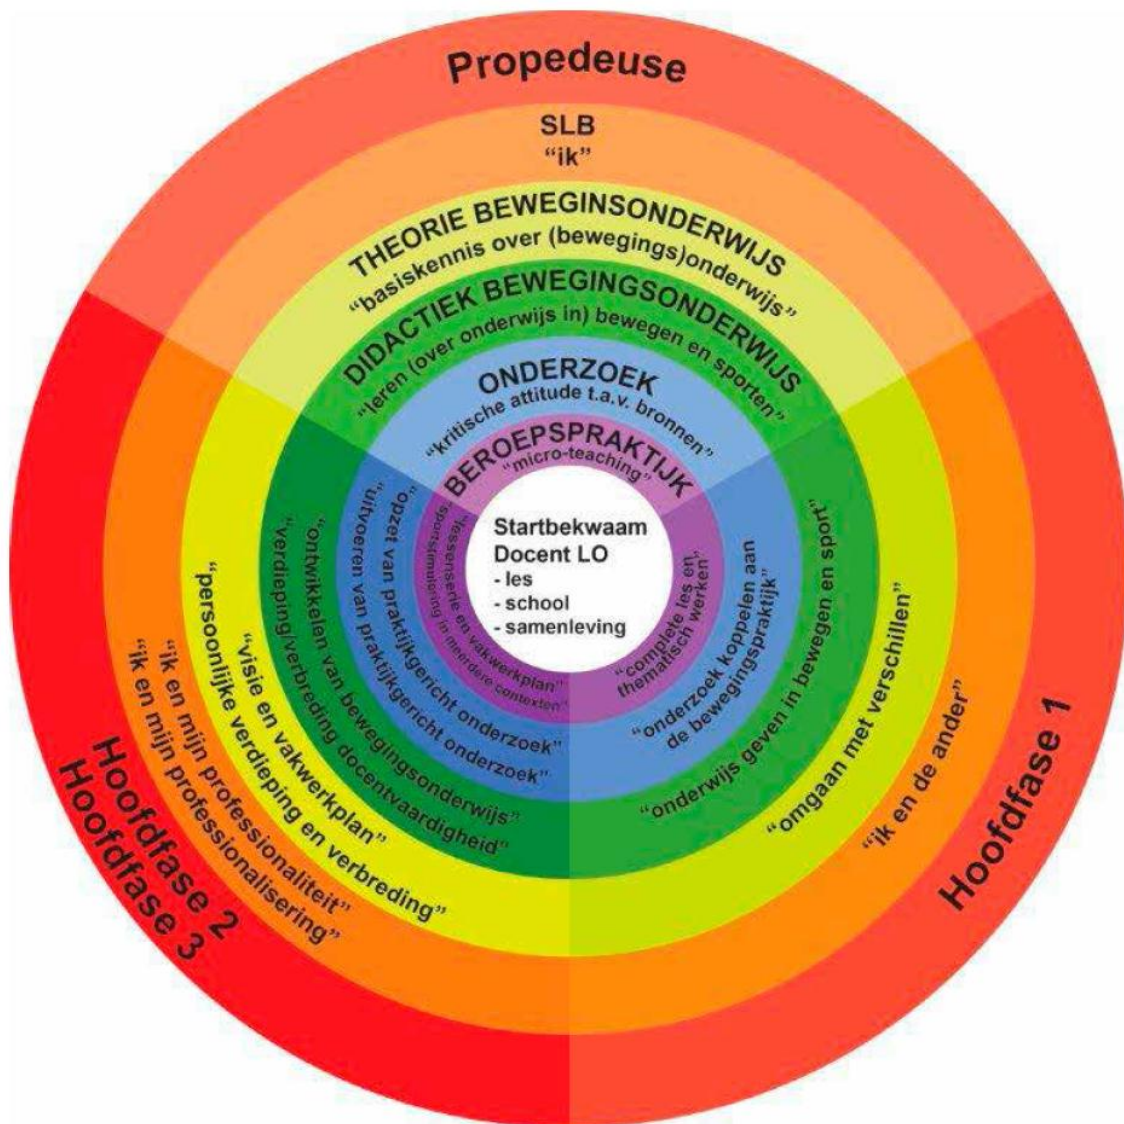 Propedeuse
SLB
“ik”
THEORIE BEWEGINSONDERWIJS
“basiskennis over (bewegings)onderwijs”
DIDACTIEK BEWEGINGSONDERWIJS
“leren (over onderwijs in) bewegen en sporten”
ONDERZOEK
“kritische attitude t.a.v. bronnen”
BEROEPSPRAKTIJK
“micro-teaching”
Startbekwaam
Docent LO
- les
- school
- samenleving
Hoofdfase 1
“ik en de ander”
“omgaan met verschillen”
“onderwijs geven in bewegen en sport”
“onderzoek koppelen aan
de bewegingspraktijk”
“complete les en
thematisch werken”
Hoofdfase 2
Hoofdfase 3
“ik en mijn professionaliteit”
“ik en mijn professionalisering”
“visie en vakwerkplan”
“persoonlijke verdieping en verbreding”
“ontwikkelen van bewegingsonderwijs”
“verdieping/verbreding docentvaardigheid”
“opzet van praktijkgericht onderzoek”
“uitvoeren van praktijkgericht onderzoek”
“lessenserie en vakwerkplan”
“sportstimulering in meerdere contexten”